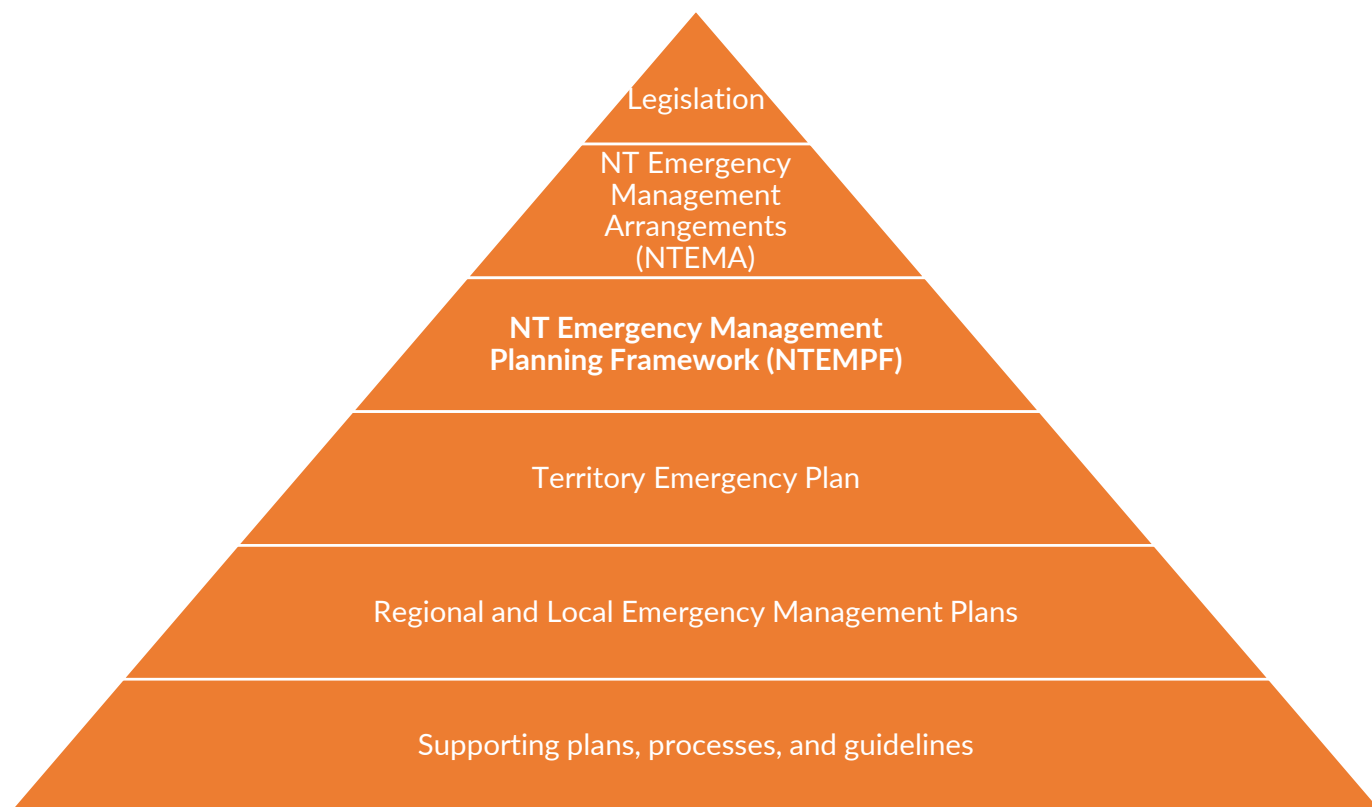 Legislation
NT Emergency
Management
Arrangements
(NTEMA)
NT Emergency Management
Planning Framework (NTEMPF)
Territory Emergency Plan
Regional and Local Emergency Management Plans
Supporting plans, processes, and guidelines